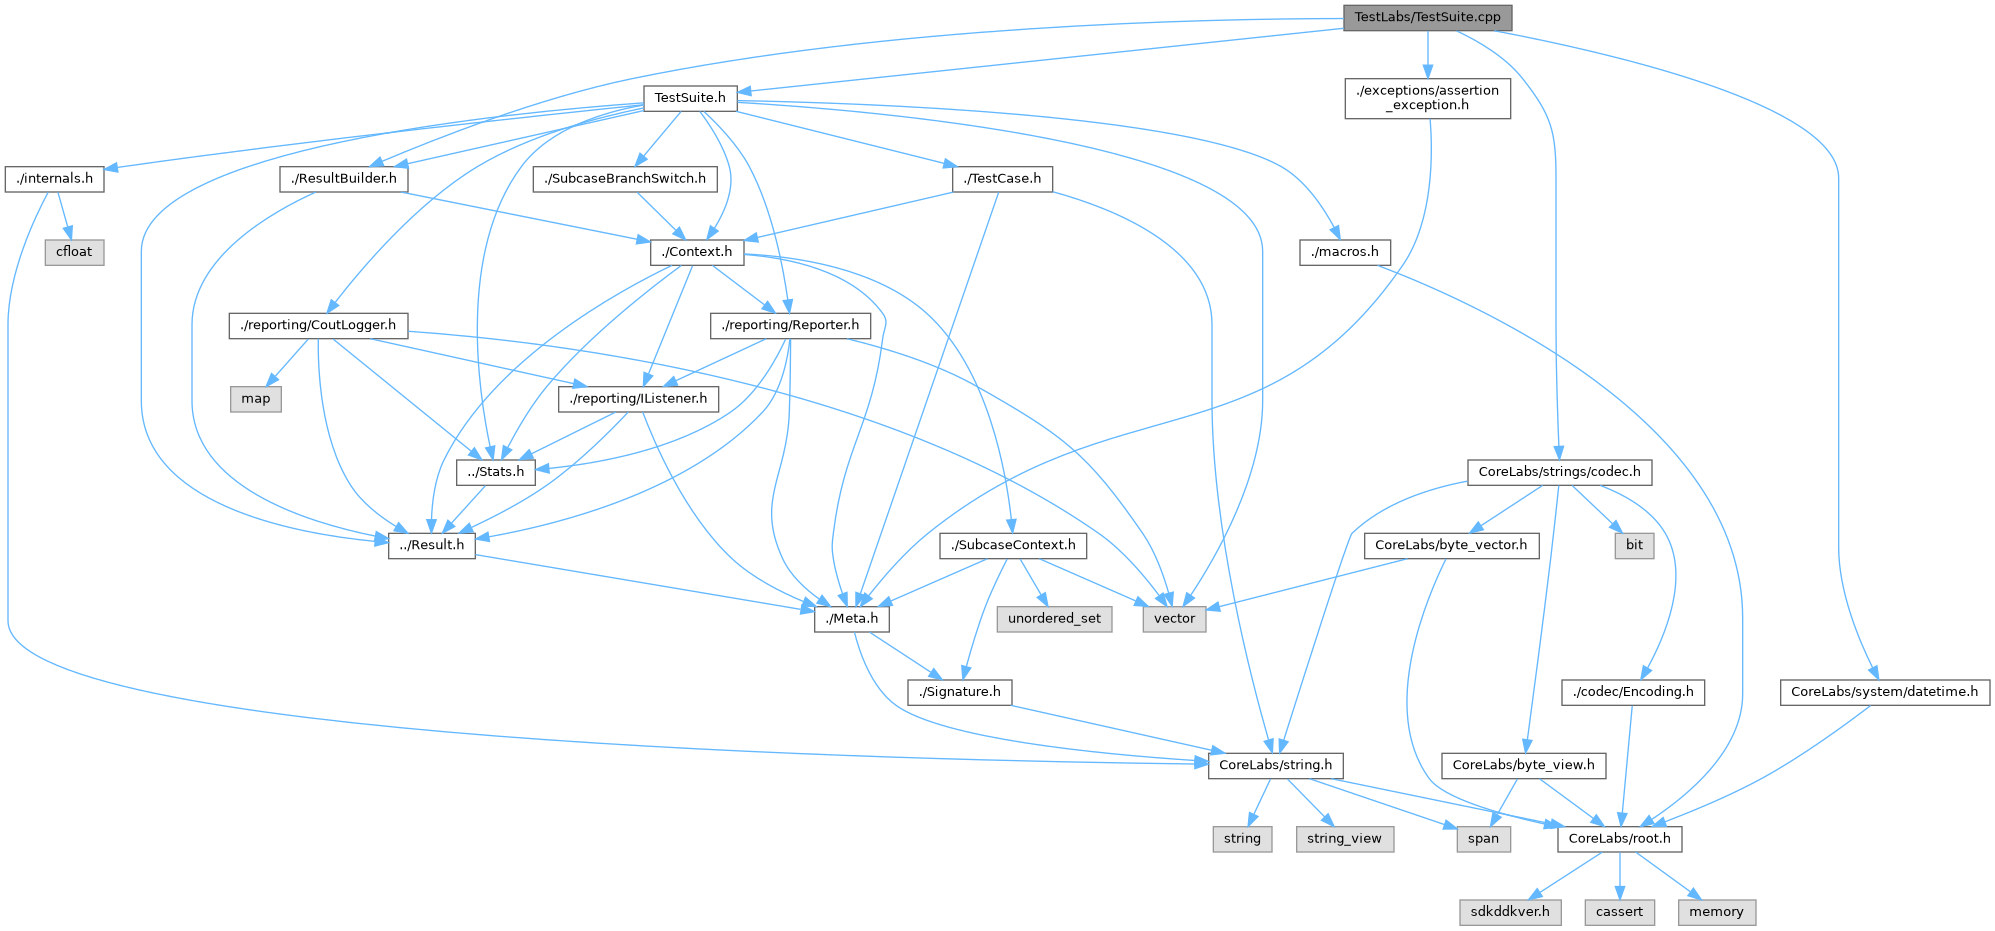 TestLabs/TestSuite.cpp
TestSuite.h
./exceptions/assertion
_exception.h
./internals.h
./ResultBuilder.h
./SubcaseBranchSwitch.h
./TestCase.h
cfloat
./Context.h
./macros.h
./reporting/CoutLogger.h
./reporting/Reporter.h
map
./reporting/IListener.h
../Stats.h
CoreLabs/strings/codec.h
../Result.h
./SubcaseContext.h
CoreLabs/byte_vector.h
bit
./Meta.h
unordered_set
vector
./Signature.h
./codec/Encoding.h
CoreLabs/system/datetime.h
CoreLabs/string.h
CoreLabs/byte_view.h
string
string_view
span
CoreLabs/root.h
sdkddkver.h
cassert
memory